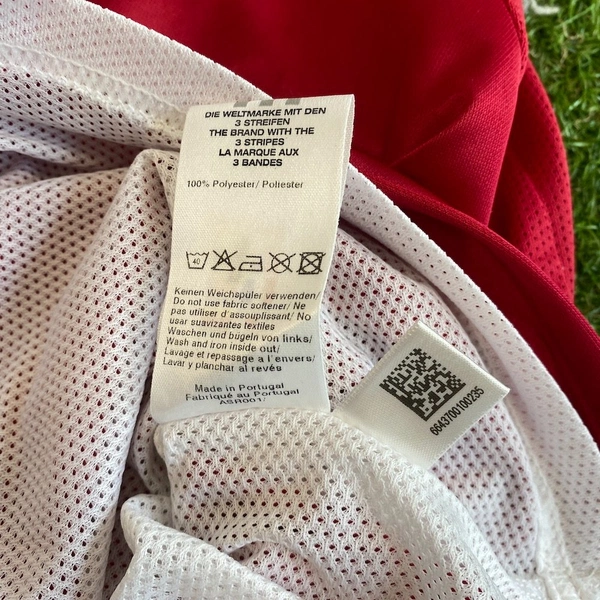 DIE WELTMARKE MIT DEN
3 STREIFEN
THE BRAND WITH THE
3 STRIPES
LA MARQUE AUX
3 BANDES
100% Polyester/ Poliester
40
Keinen Weichspüler verwenden/
Do not use fabric softener/ Ne
pas utiliser d'assouplissant/ No
usar suavizantes textiles
Waschen und bügeln von links/
Wash and iron inside out/
Lavage et repassage a l'envers/
Lavar y planchar al revés
Made in Portugal
Fabriqué au Portugal
ASR001/
6643700100235